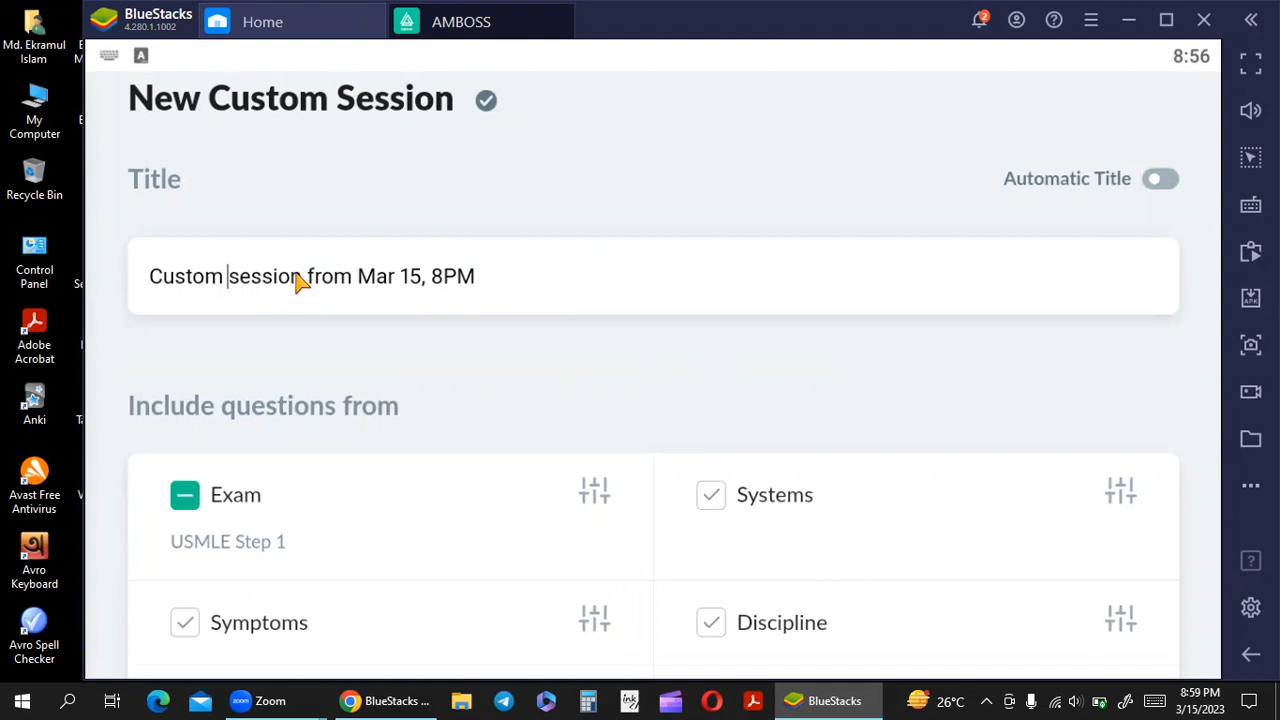 Md. Ekramul
Islam
My
Computer
Recycle Bin
Control
Panel
Adobe
Acrobat
Anki
Avast Free
Antivirus
Avro
Keyboard
Avro Spell
Checker
BlueStacks
4.280.1.1002
Home
AMBOSS
2
8:56
New Custom Session
Title
Automatic Title
Custom session from Mar 15, 8PM
Include questions from
Exam
USMLE Step 1
Systems
Symptoms
Discipline
Zoom
BlueStacks ...
BlueStacks
26°C
8:59 PM
3/15/2023